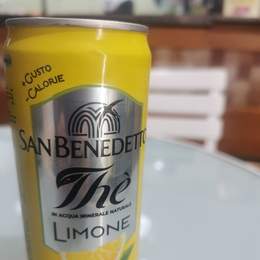 +GUSTO
-CALORIE
SAN BENEDETTO
Thè
IN ACQUA MINERALE NATURALE
LIMONE